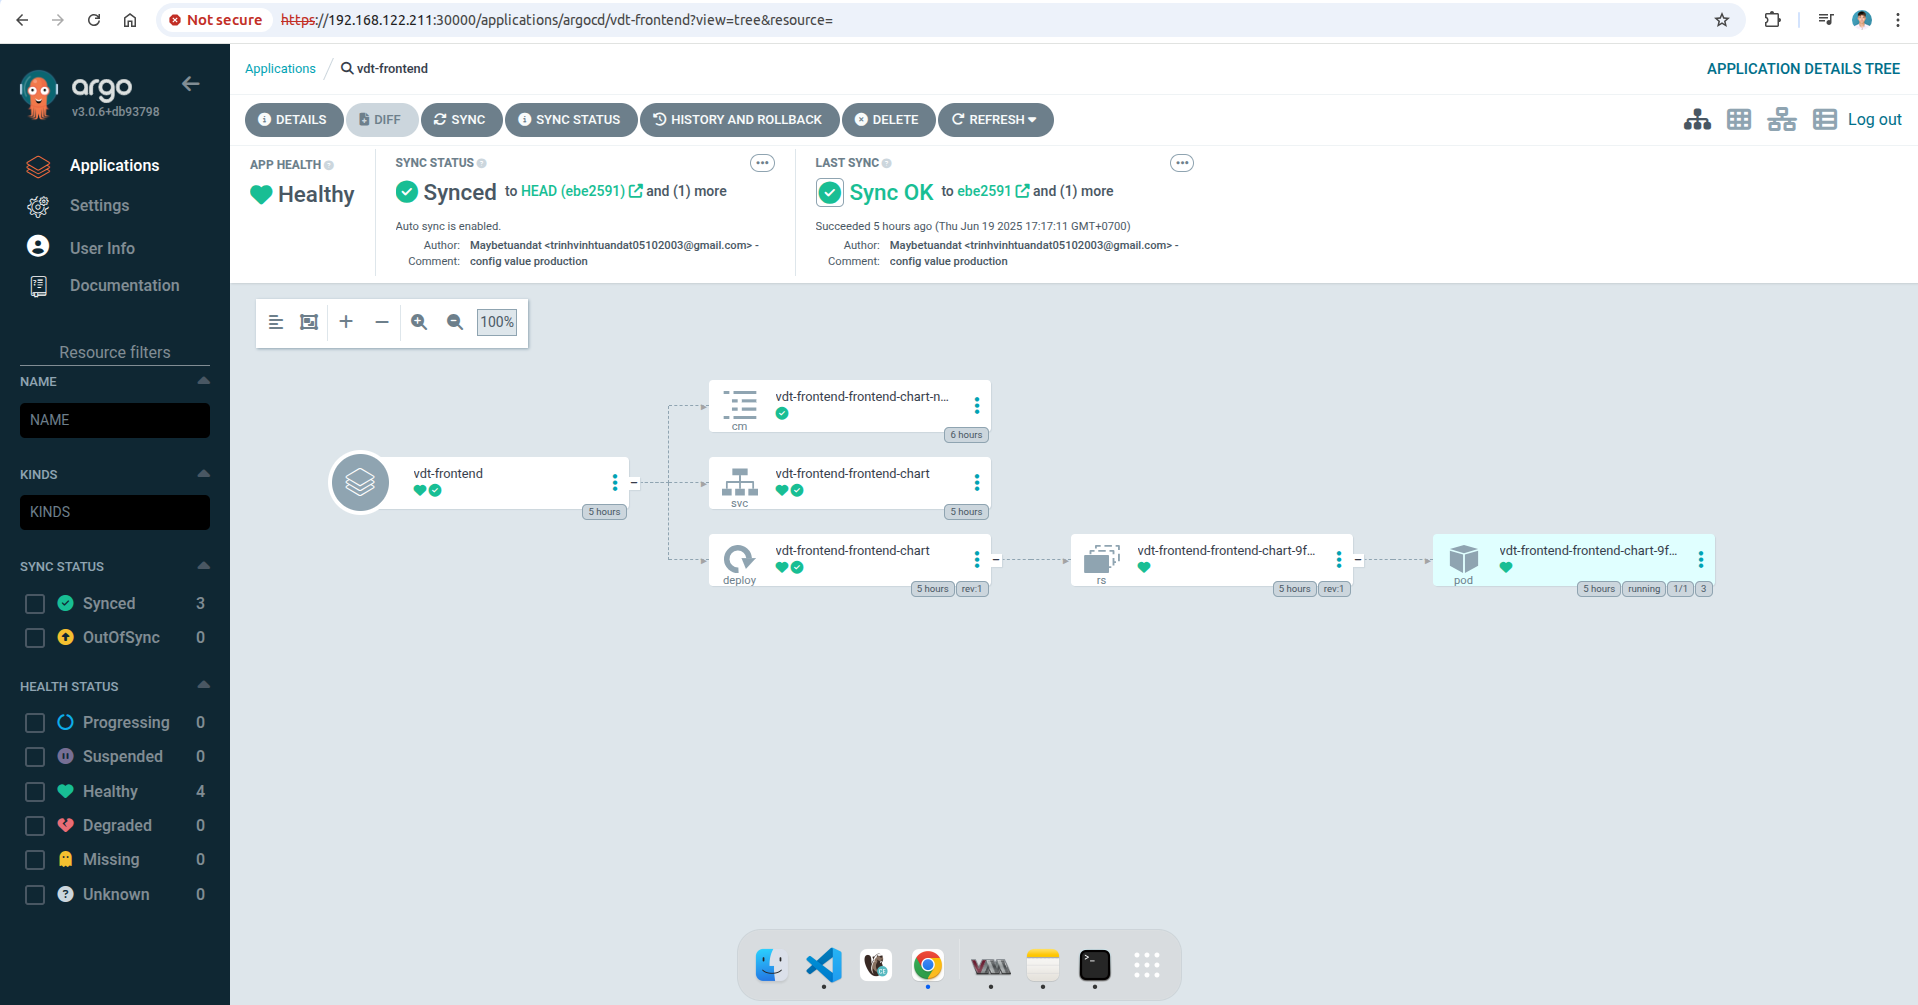 Not secure https://192.168.122.211:30000/applications/argocd/vdt-frontend?view=tree&resource=
argo
v3.0.6+db93798
Applications
Settings
User Info
Documentation
Resource filters
NAME
NAME
KINDS
KINDS
SYNC STATUS
Synced 3
OutOfSync 0
HEALTH STATUS
Progressing 0
Suspended 0
Healthy 4
Degraded 0
Missing 0
Unknown 0
Applications / vdt-frontend
APPLICATION DETAILS TREE
DETAILS DIFF SYNC SYNC STATUS HISTORY AND ROLLBACK DELETE REFRESH
Log out
APP HEALTH
Healthy
SYNC STATUS
Synced to HEAD (ebe2591) and (1) more
Auto sync is enabled.
Author: Maybetuandat <trinhvinhtuandat05102003@gmail.com> -
Comment: config value production
LAST SYNC
Sync OK to ebe2591 and (1) more
Succeeded 5 hours ago (Thu Jun 19 2025 17:17:11 GMT+0700)
Author: Maybetuandat <trinhvinhtuandat05102003@gmail.com> -
Comment: config value production
100%
vdt-frontend-frontend-chart-n...
cm
6 hours
vdt-frontend
5 hours
vdt-frontend-frontend-chart
svc
5 hours
vdt-frontend-frontend-chart
deploy
5 hours rev:1
vdt-frontend-frontend-chart-9f...
rs
5 hours rev:1
vdt-frontend-frontend-chart-9f...
pod
5 hours running 1/1 3